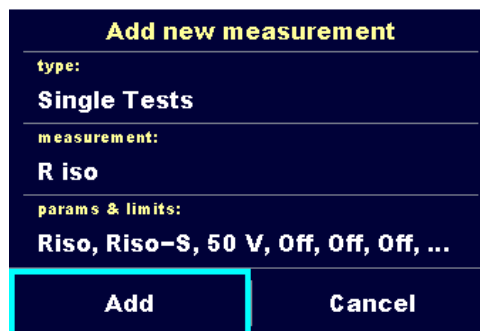 Add new measurement
type:
Single Tests
measurement:
R iso
params & limits:
Riso, Riso-S, 50 V, Off, Off, Off, ...
Add
Cancel